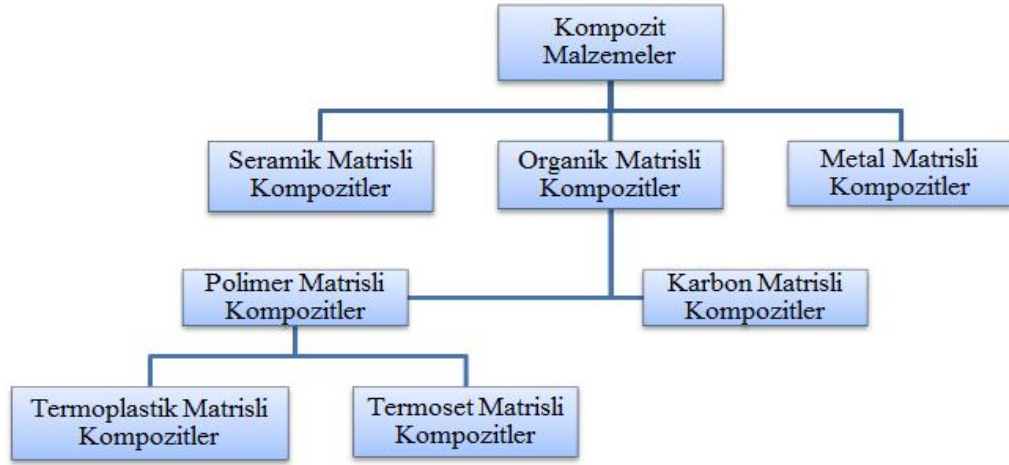 Kompozit
Malzemeler
Seramik Matrisli
Kompozitler
Organik Matrisli
Kompozitler
Metal Matrisli
Kompozitler
Polimer Matrisli
Kompozitler
Karbon Matrisli
Kompozitler
Termoplastik Matrisli
Kompozitler
Termoset Matrisli
Kompozitler